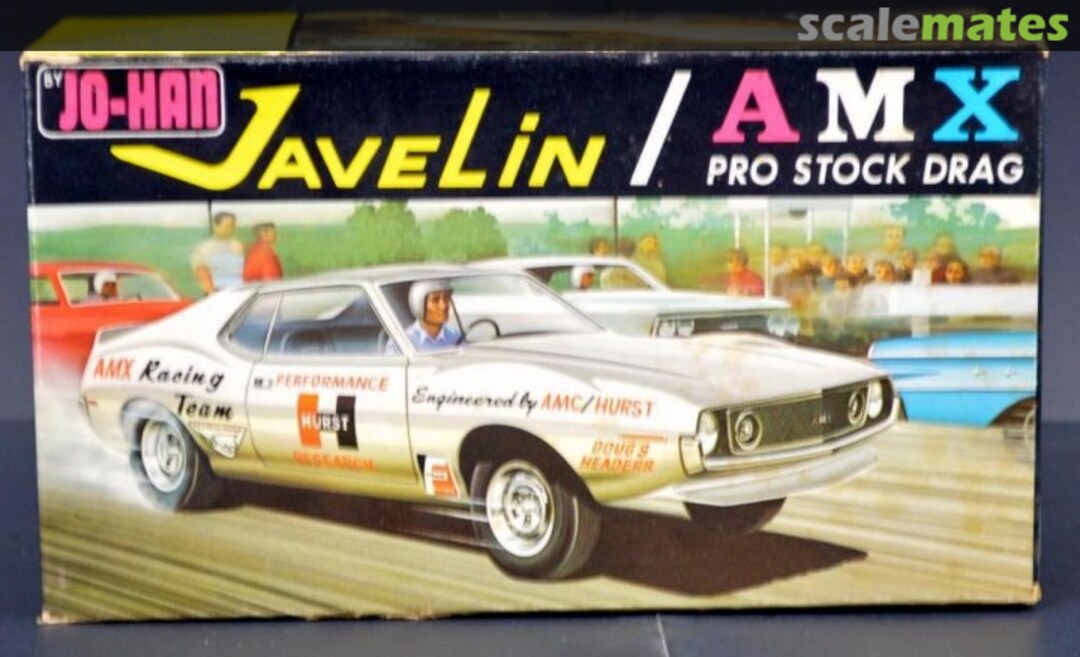 scalemates
BY JO-HAN
JAVELiN / AMX
PRO STOCK DRAG
AMX Racing
Team
PERFORMANCE
HURST
RESEARCH
Engineered by AMC/HURST
DOUG'S
HEADERS